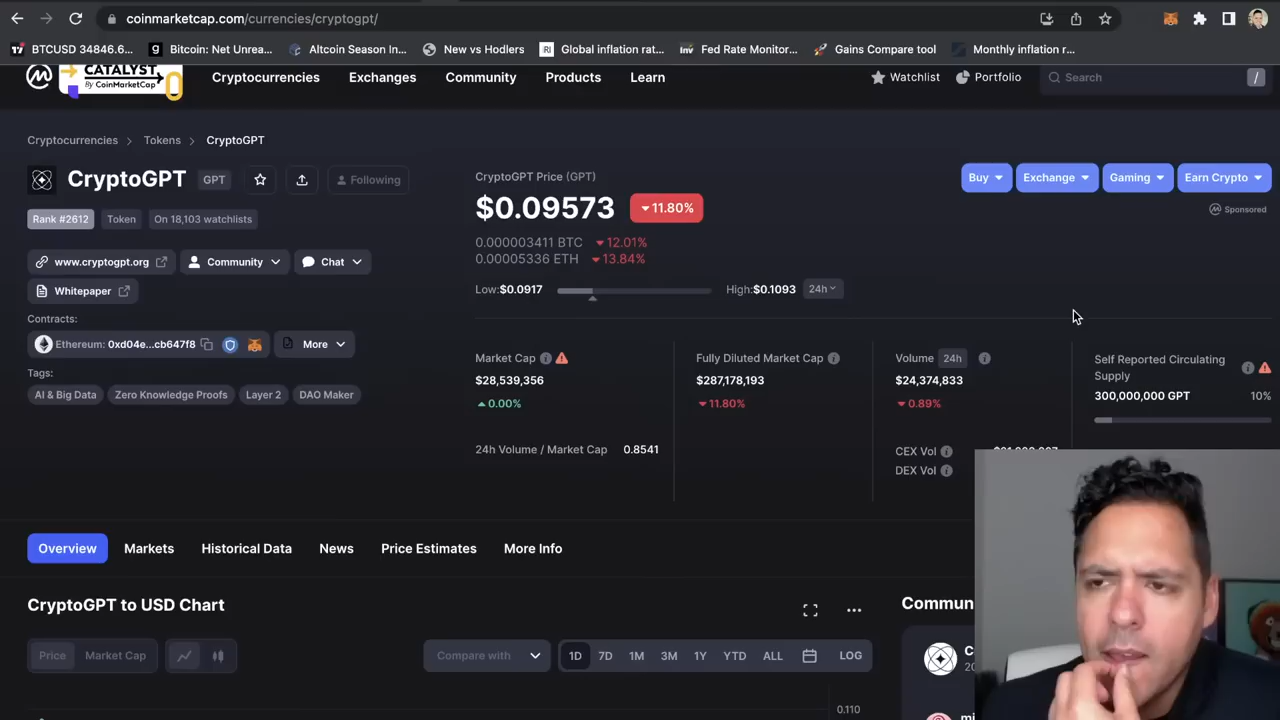 coinmarketcap.com/currencies/cryptogpt/
BTCUSD 34846.6...
Bitcoin: Net Unrea...
Altcoin Season In...
New vs Hodlers
Global inflation rat...
Fed Rate Monitor...
Gains Compare tool
Monthly inflation r...
CATALYST
By CoinMarketCap
Cryptocurrencies
Exchanges
Community
Products
Learn
Watchlist
Portfolio
Search
/
Cryptocurrencies > Tokens > CryptoGPT
CryptoGPT GPT
Following
Rank #2612
Token
On 18,103 watchlists
www.cryptogpt.org
Community
Chat
Whitepaper
Contracts:
Ethereum: 0xd04e...cb647f8
More
Tags:
AI & Big Data
Zero Knowledge Proofs
Layer 2
DAO Maker
CryptoGPT Price (GPT)
$0.09573 11.80%
0.000003411 BTC 12.01%
0.00005336 ETH 13.84%
Low:$0.0917
High:$0.1093
24h
Buy
Exchange
Gaming
Earn Crypto
Sponsored
Market Cap
$28,539,356
0.00%
24h Volume / Market Cap 0.8541
Fully Diluted Market Cap
$287,178,193
11.80%
Volume 24h
$24,374,833
0.89%
CEX Vol
DEX Vol
Self Reported Circulating
Supply
300,000,000 GPT 10%
Overview
Markets
Historical Data
News
Price Estimates
More Info
CryptoGPT to USD Chart
Price
Market Cap
Compare with
1D
7D
1M
3M
1Y
YTD
ALL
LOG
0.110
Commun
C
20
mi